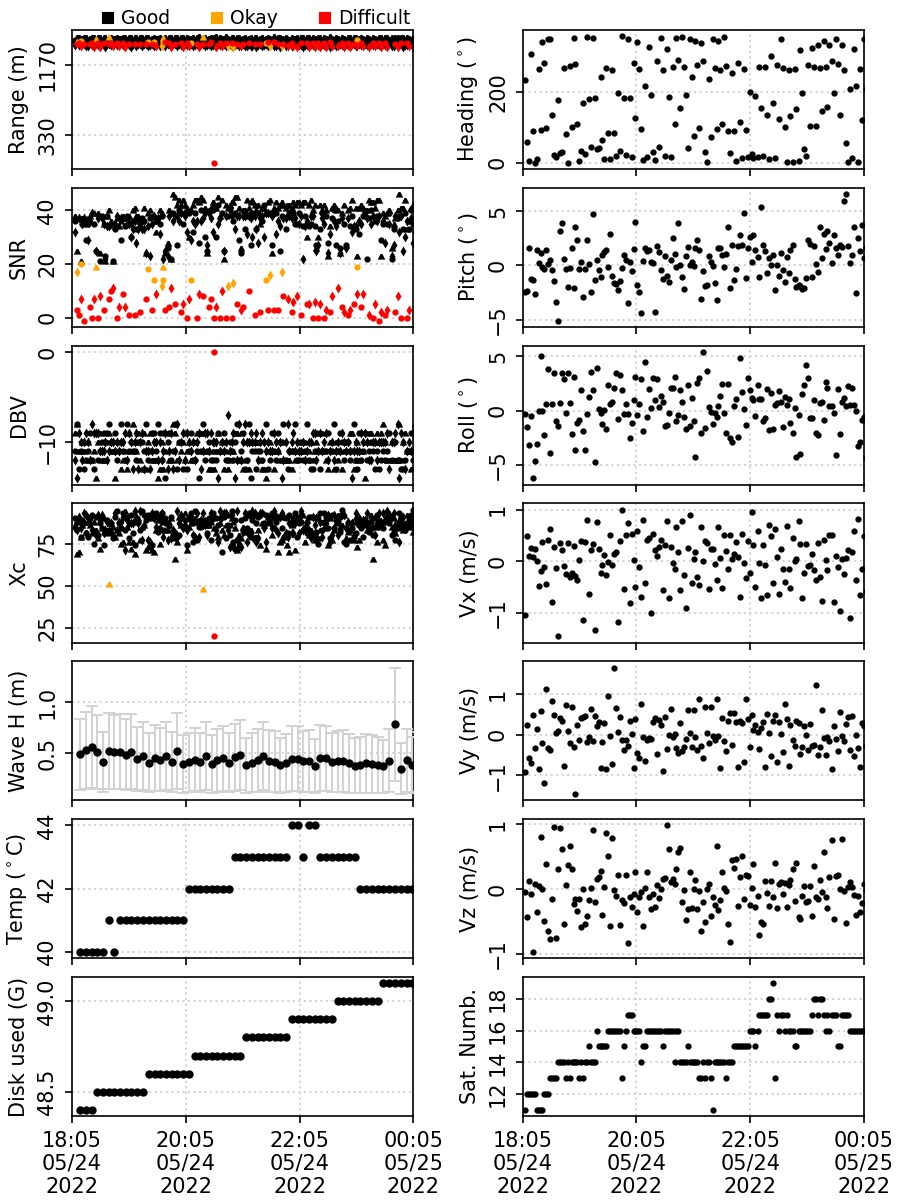 Good Okay Difficult
Range (m)
1170
330
Heading (°)
200
0
SNR
40
20
0
Pitch (°)
5
0
−5
DBV
0
−10
Roll (°)
5
0
−5
Xc
75
50
25
Vx (m/s)
1
0
−1
Wave H (m)
1.0
0.5
Vy (m/s)
1
0
−1
Temp (°C)
44
42
40
Vz (m/s)
1
0
−1
Disk used (G)
49.0
48.5
Sat. Numb.
18
16
14
12
18:05 20:05 22:05 00:05
05/24 05/24 05/24 05/25
2022 2022 2022 2022
18:05 20:05 22:05 00:05
05/24 05/24 05/24 05/25
2022 2022 2022 2022